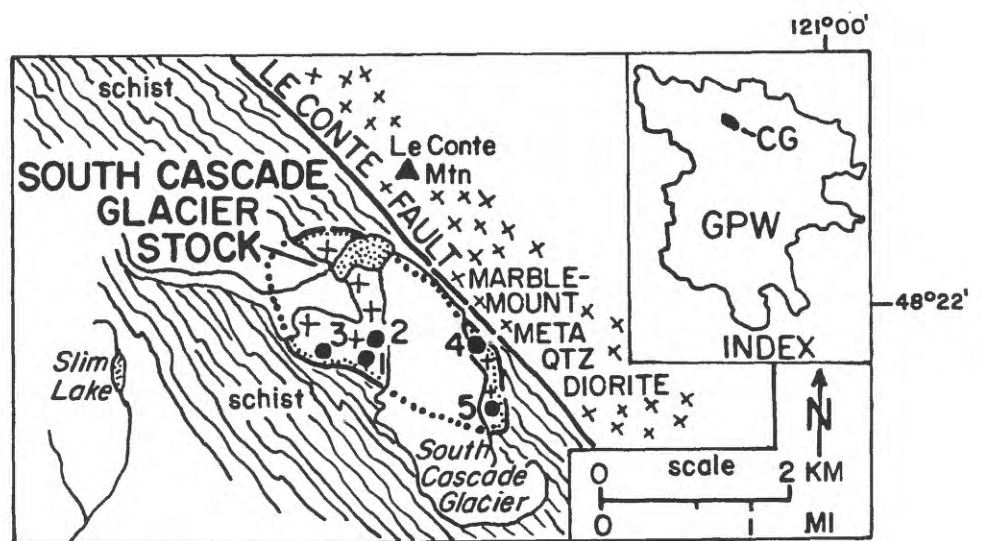 121°00'
schist
LE CONTE FAULT
Le Conte
Mtn
SOUTH CASCADE
GLACIER
STOCK
CG
GPW
INDEX
48°22'
MARBLE-
MOUNT
META
QTZ
DIORITE
3
2
4
5
Slim
Lake
schist
South
Cascade
Glacier
N
0 scale 2 KM
0 1 MI